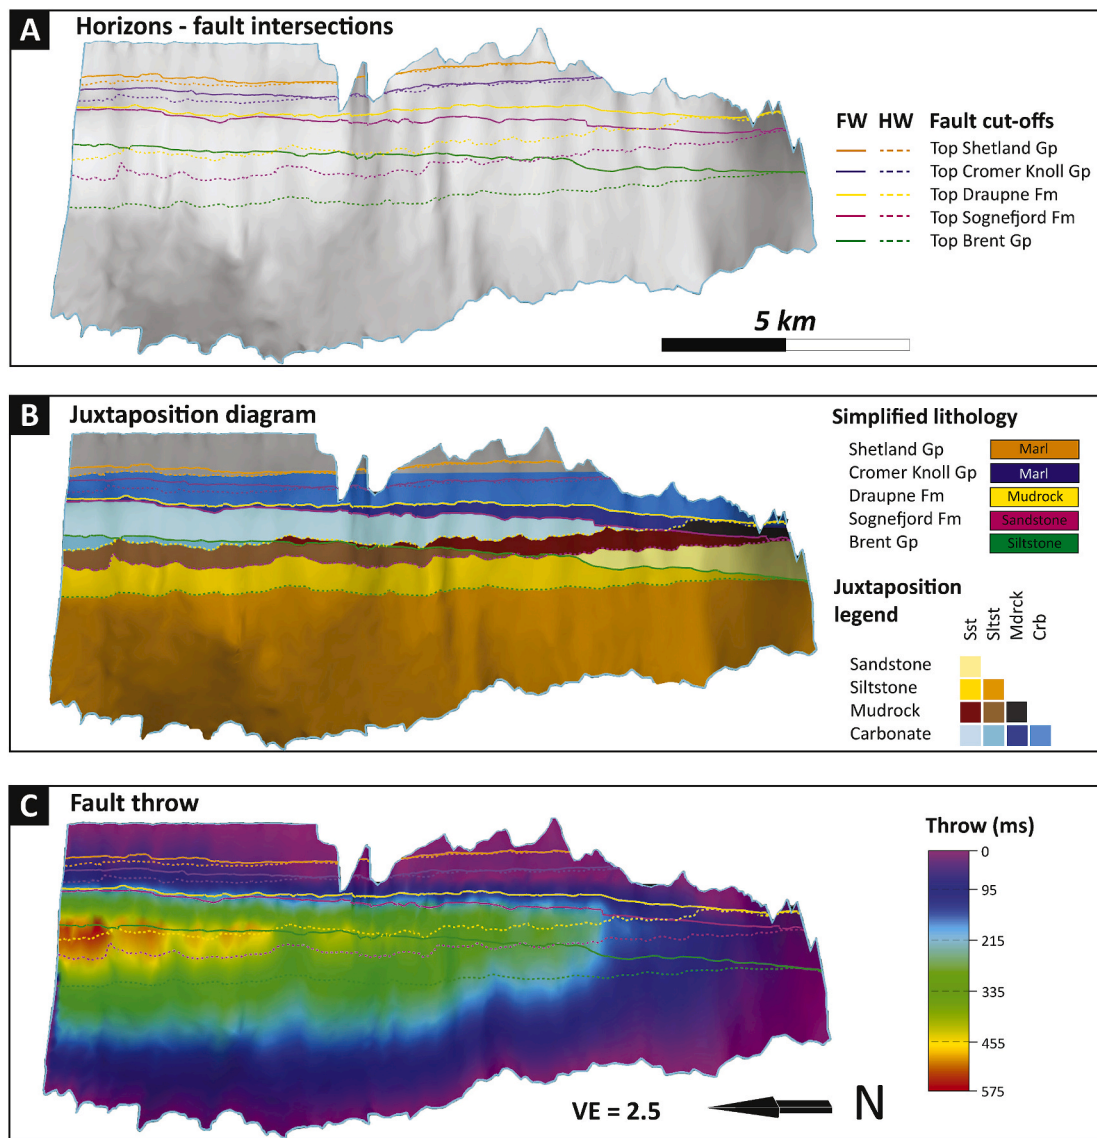 A Horizons - fault intersections
FW HW Fault cut-offs
Top Shetland Gp
Top Cromer Knoll Gp
Top Draupne Fm
Top Sognefjord Fm
Top Brent Gp
5 km
B Juxtaposition diagram
Simplified lithology
Shetland Gp Marl
Cromer Knoll Gp Marl
Draupne Fm Mudrock
Sognefjord Fm Sandstone
Brent Gp Siltstone
Juxtaposition
legend
Sst Sltst Mdrck Crb
Sandstone
Siltstone
Mudrock
Carbonate
C Fault throw
Throw (ms)
0
95
215
335
455
575
VE = 2.5
N